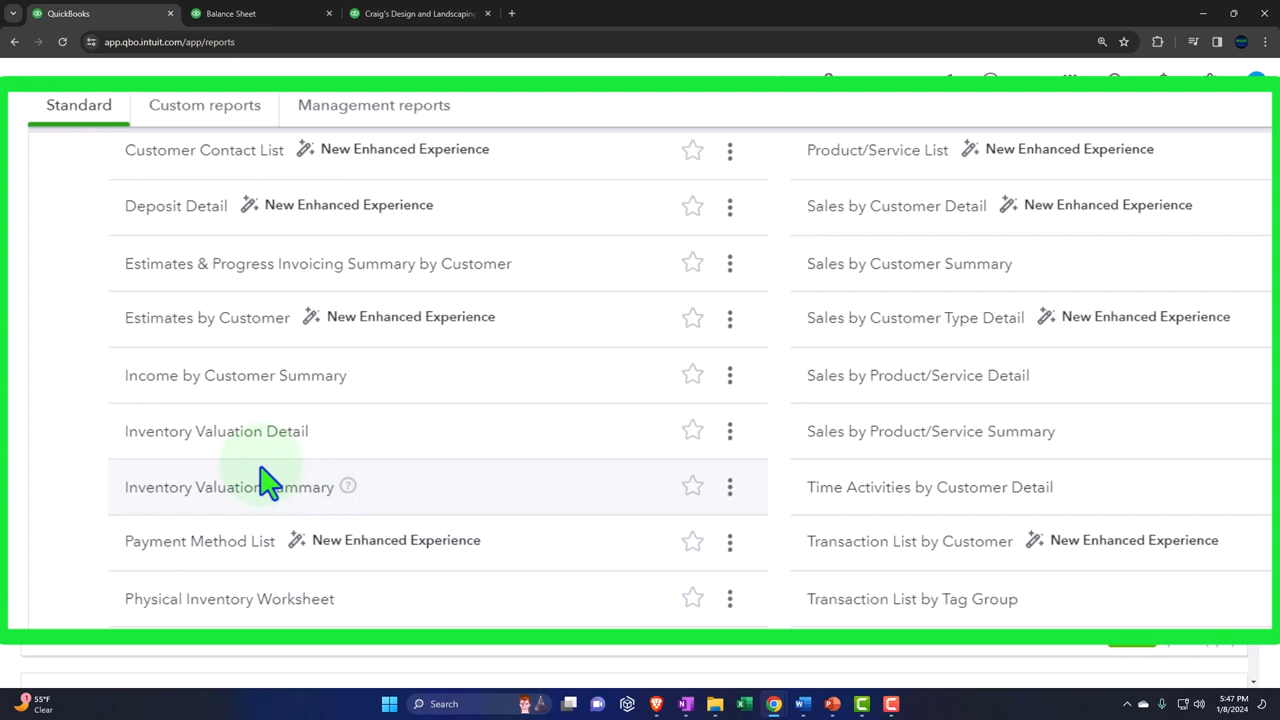 QuickBooks
Balance Sheet
Craig's Design and Landscaping
app.qbo.intuit.com/app/reports
Standard
Custom reports
Management reports
Customer Contact List
New Enhanced Experience
Product/Service List
New Enhanced Experience
Deposit Detail
New Enhanced Experience
Sales by Customer Detail
New Enhanced Experience
Estimates & Progress Invoicing Summary by Customer
Sales by Customer Summary
Estimates by Customer
New Enhanced Experience
Sales by Customer Type Detail
New Enhanced Experience
Income by Customer Summary
Sales by Product/Service Detail
Inventory Valuation Detail
Sales by Product/Service Summary
Inventory Valuation Summary
Time Activities by Customer Detail
Payment Method List
New Enhanced Experience
Transaction List by Customer
New Enhanced Experience
Physical Inventory Worksheet
Transaction List by Tag Group
1
55°F
Clear
Search
5:47 PM
1/8/2024